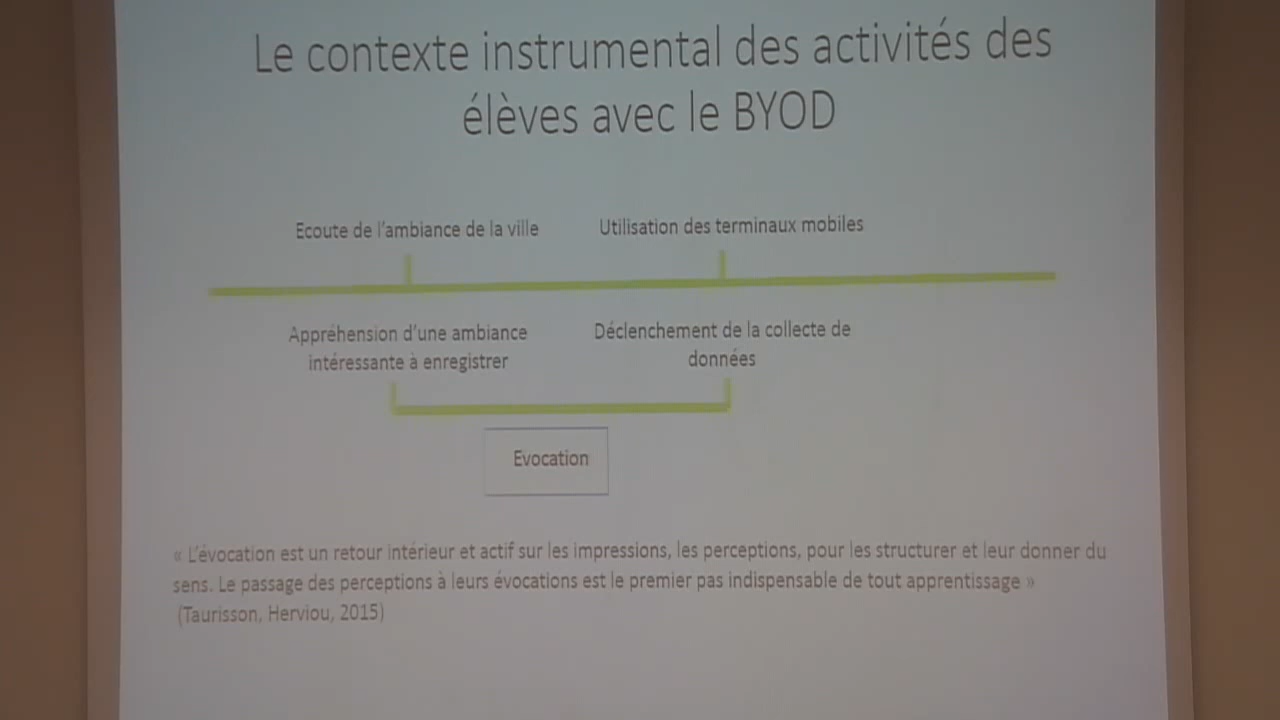 Le contexte instrumental des activités des
élèves avec le BYOD
Ecoute de l'ambiance de la ville
Utilisation des terminaux mobiles
Appréhension d'une ambiance
intéressante à enregistrer
Déclenchement de la collecte de
données
Evocation
« L'évocation est un retour intérieur et actif sur les impressions, les perceptions, pour les structurer et leur donner du
sens. Le passage des perceptions à leurs évocations est le premier pas indispensable de tout apprentissage »
(Taurisson, Herviou, 2015)